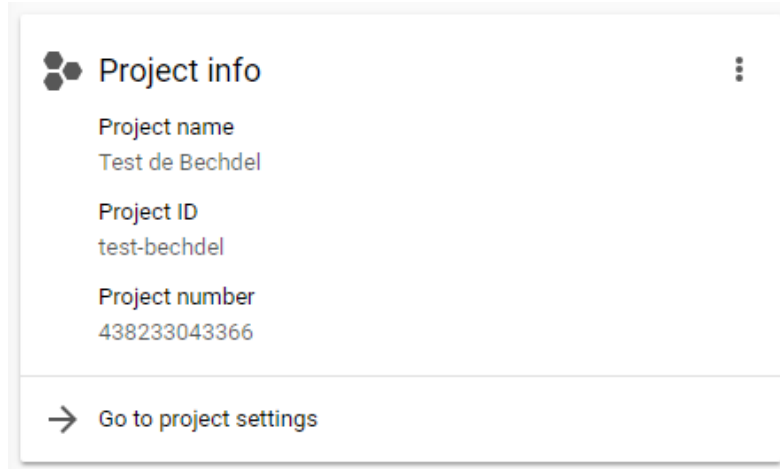 Project info
Project name
Test de Bechdel
Project ID
test-bechdel
Project number
438233043366
Go to project settings